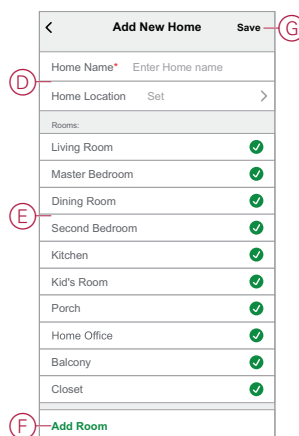 Add New Home Save G
Home Name* Enter Home name
D
Home Location Set
Rooms:
Living Room
Master Bedroom
Dining Room
E
Second Bedroom
Kitchen
Kid's Room
Porch
Home Office
Balcony
Closet
F Add Room